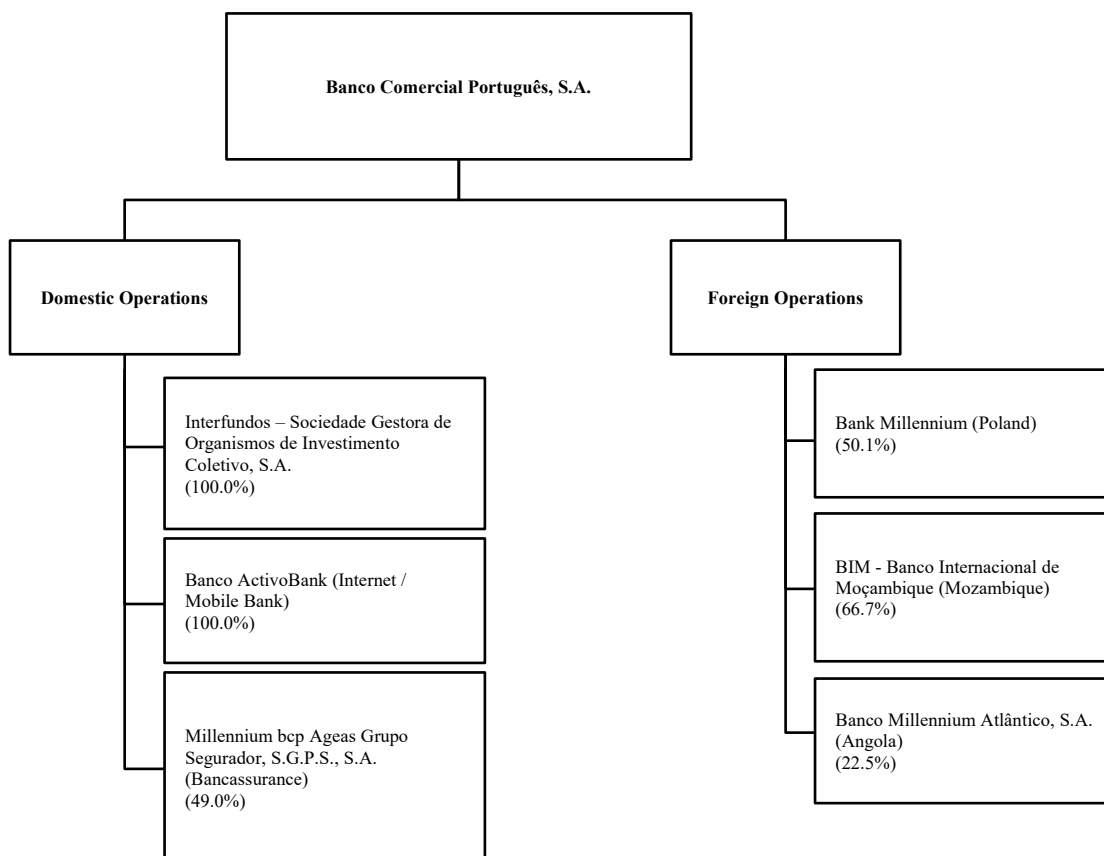 Banco Comercial Português, S.A.
Domestic Operations
Foreign Operations
Interfundos – Sociedade Gestora de
Organismos de Investimento
Coletivo, S.A.
(100.0%)
Banco ActivoBank (Internet /
Mobile Bank)
(100.0%)
Millennium bcp Ageas Grupo
Segurador, S.G.P.S., S.A.
(Bancassurance)
(49.0%)
Bank Millennium (Poland)
(50.1%)
BIM - Banco Internacional de
Moçambique (Mozambique)
(66.7%)
Banco Millennium Atlântico, S.A.
(Angola)
(22.5%)